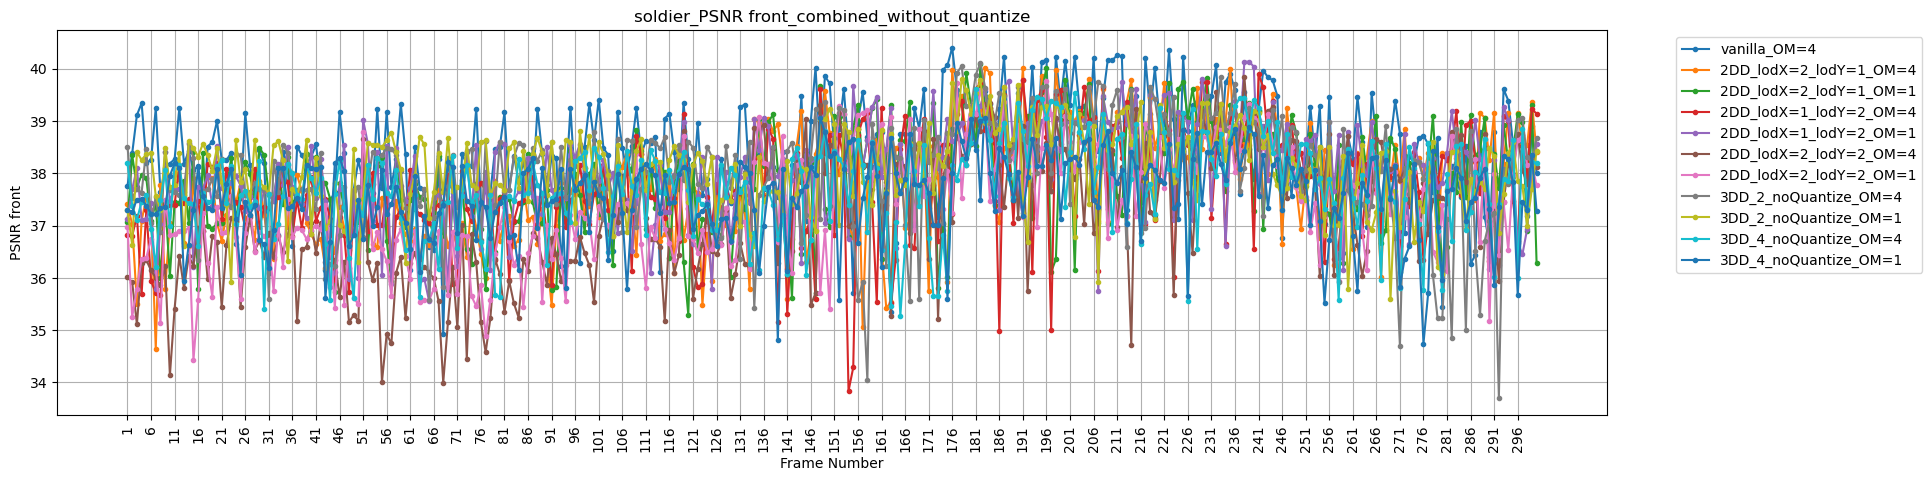 soldier_PSNR front_combined_without_quantize
PSNR front
40
39
38
37
36
35
34
1 6 11 16 21 26 31 36 41 46 51 56 61 66 71 76 81 86 91 96 101 106 111 116 121 126 131 136 141 146 151 156 161 166 171 176 181 186 191 196 201 206 211 216 221 226 231 236 241 246 251 256 261 266 271 276 281 286 291 296
Frame Number
vanilla_OM=4
2DD_lodX=2_lodY=1_OM=4
2DD_lodX=2_lodY=1_OM=1
2DD_lodX=1_lodY=2_OM=4
2DD_lodX=1_lodY=2_OM=1
2DD_lodX=2_lodY=2_OM=4
2DD_lodX=2_lodY=2_OM=1
3DD_2_noQuantize_OM=4
3DD_2_noQuantize_OM=1
3DD_4_noQuantize_OM=4
3DD_4_noQuantize_OM=1